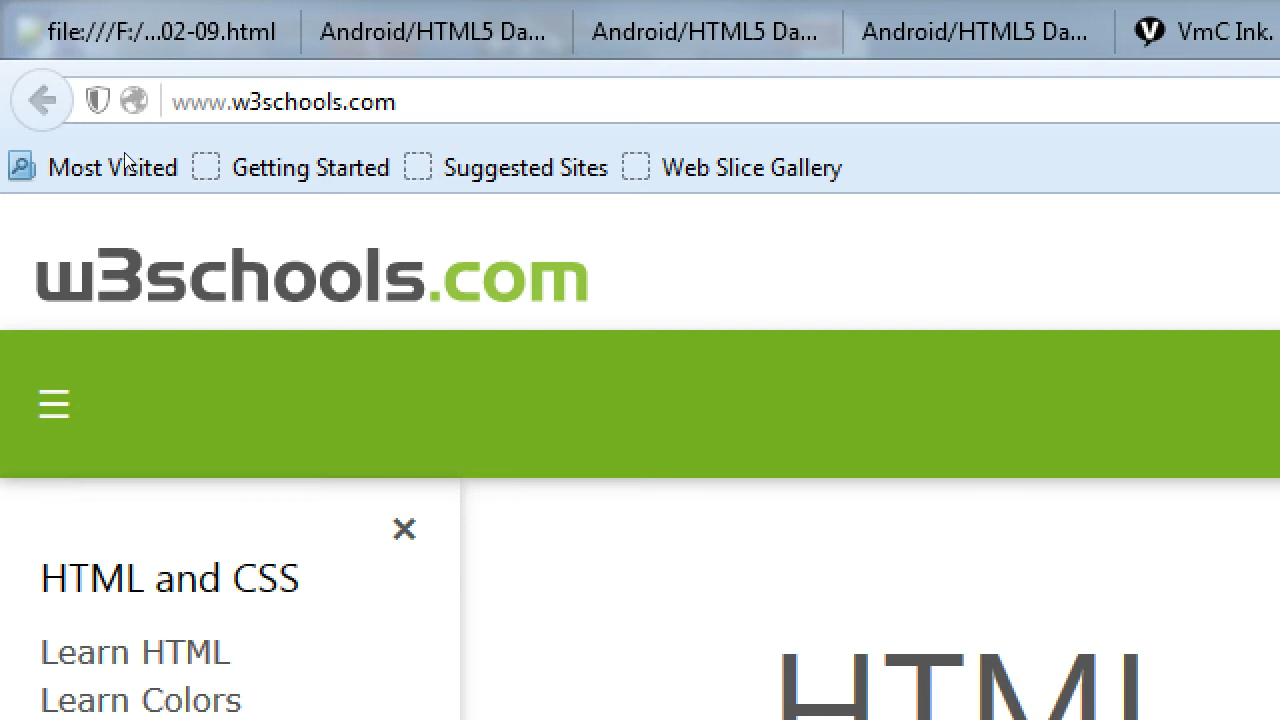 file:///F:/...02-09.html Android/HTML5 Da... Android/HTML5 Da... Android/HTML5 Da... VmC Ink.
www.w3schools.com
Most Visited Getting Started Suggested Sites Web Slice Gallery
w3schools.com
HTML and CSS
Learn HTML
HTML
Learn Colors